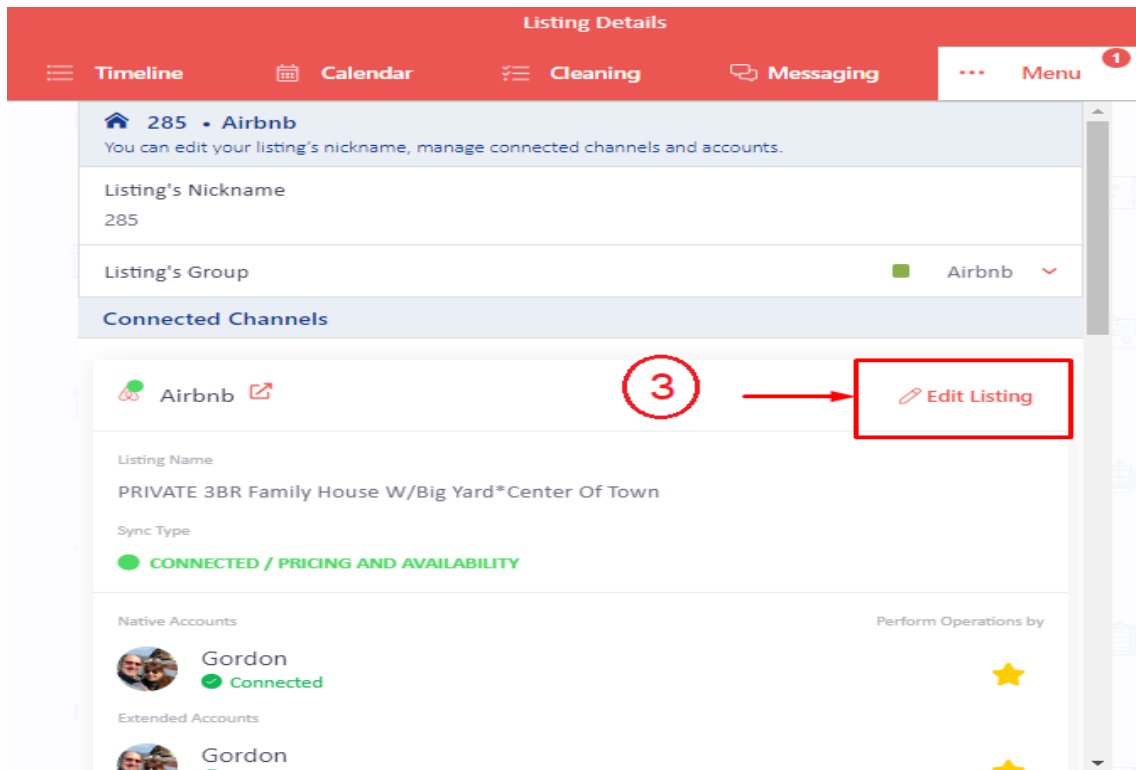 Listing Details
Timeline Calendar Cleaning Messaging ••• Menu 1
285 • Airbnb
You can edit your listing's nickname, manage connected channels and accounts.
Listing's Nickname
285
Listing's Group Airbnb
Connected Channels
Airbnb 3 Edit Listing
Listing Name
PRIVATE 3BR Family House W/Big Yard*Center Of Town
Sync Type
CONNECTED / PRICING AND AVAILABILITY
Native Accounts Perform Operations by
Gordon
Connected
Extended Accounts
Gordon